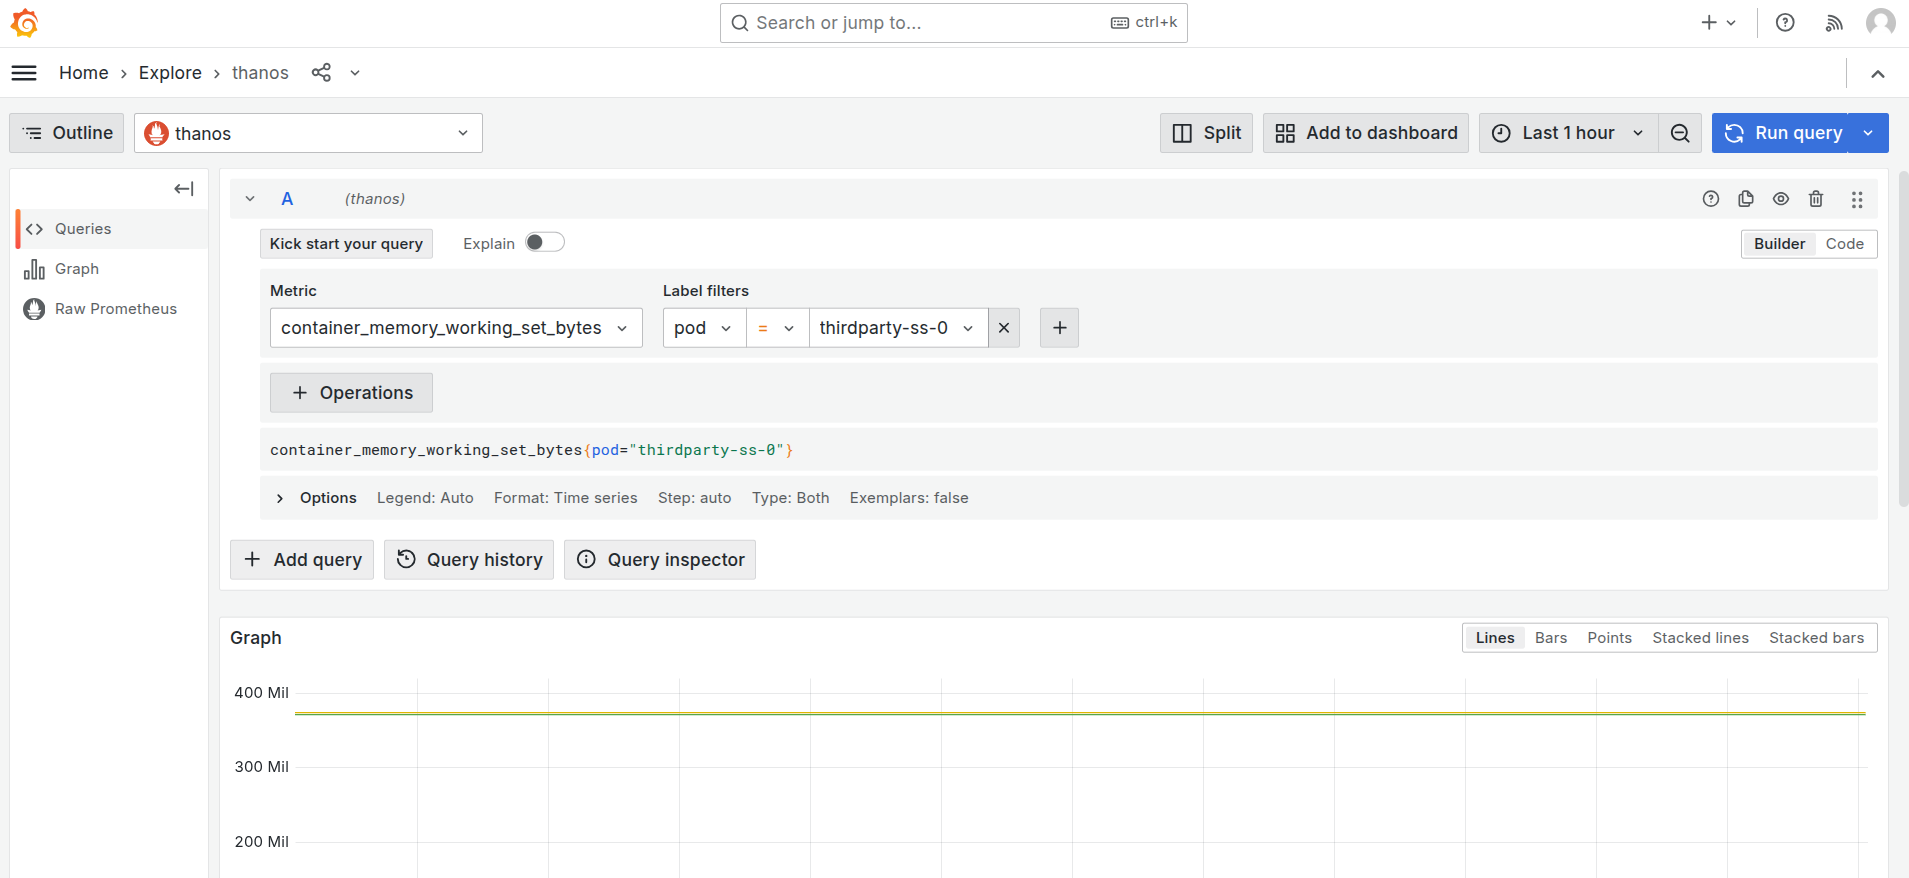 Search or jump to... ctrl+k
Home › Explore › thanos
Outline thanos Split Add to dashboard Last 1 hour Run query
A (thanos)
Queries
Kick start your query Explain Builder Code
Graph
Metric Label filters
Raw Prometheus
container_memory_working_set_bytes pod = thirdparty-ss-0
+ Operations
container_memory_working_set_bytes{pod="thirdparty-ss-0"}
Options Legend: Auto Format: Time series Step: auto Type: Both Exemplars: false
+ Add query Query history Query inspector
Graph Lines Bars Points Stacked lines Stacked bars
400 Mil
300 Mil
200 Mil